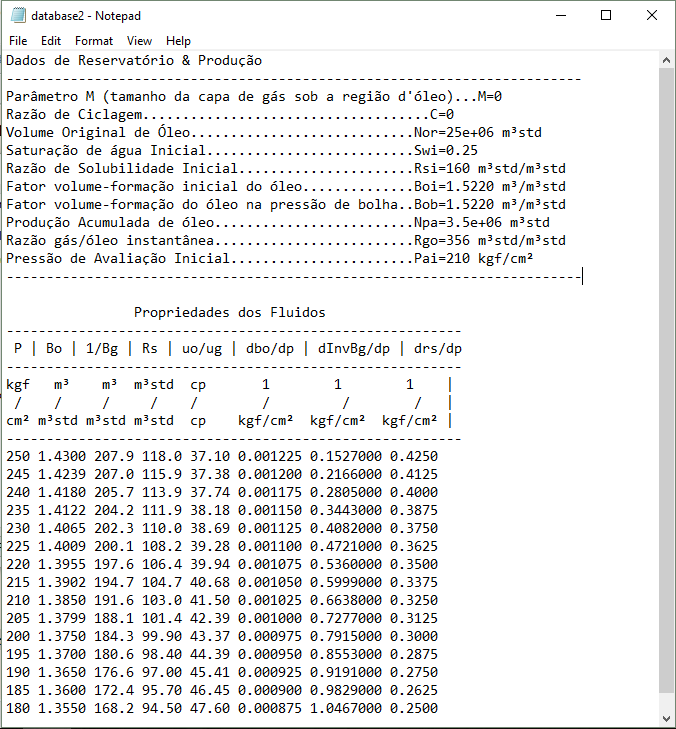 database2 - Notepad
File Edit Format View Help
Dados de Reservatório & Produção
------------------------------------------------------------------------
Parâmetro M (tamanho da capa de gás sob a região d'óleo)...M=0
Razão de Ciclagem....................................C=0
Volume Original de Óleo............................Nor=25e+06 m³std
Saturação de água Inicial..........................Swi=0.25
Razão de Solubilidade Inicial......................Rsi=160 m³std/m³std
Fator volume-formação inicial do óleo..............Boi=1.5220 m³/m³std
Fator volume-formação do óleo na pressão de bolha..Bob=1.5220 m³/m³std
Produção Acumulada de óleo.........................Npa=3.5e+06 m³std
Razão gás/óleo instantânea.........................Rgo=356 m³std/m³std
Pressão de Avaliação Inicial.......................Pai=210 kgf/cm²
------------------------------------------------------------------------
Propriedades dos Fluidos
---------------------------------------------------------
P | Bo | 1/Bg | Rs | uo/ug | dbo/dp | dInvBg/dp | drs/dp
---------------------------------------------------------
kgf m³ m³ m³std cp 1 1 1 |
/ / / / / / / / |
cm² m³std m³std m³std cp kgf/cm² kgf/cm² kgf/cm² |
---------------------------------------------------------
250 1.4300 207.9 118.0 37.10 0.001225 0.1527000 0.4250
245 1.4239 207.0 115.9 37.38 0.001200 0.2166000 0.4125
240 1.4180 205.7 113.9 37.74 0.001175 0.2805000 0.4000
235 1.4122 204.2 111.9 38.18 0.001150 0.3443000 0.3875
230 1.4065 202.3 110.0 38.69 0.001125 0.4082000 0.3750
225 1.4009 200.1 108.2 39.28 0.001100 0.4721000 0.3625
220 1.3955 197.6 106.4 39.94 0.001075 0.5360000 0.3500
215 1.3902 194.7 104.7 40.68 0.001050 0.5999000 0.3375
210 1.3850 191.6 103.0 41.50 0.001025 0.6638000 0.3250
205 1.3799 188.1 101.4 42.39 0.001000 0.7277000 0.3125
200 1.3750 184.3 99.90 43.37 0.000975 0.7915000 0.3000
195 1.3700 180.6 98.40 44.39 0.000950 0.8553000 0.2875
190 1.3650 176.6 97.00 45.41 0.000925 0.9191000 0.2750
185 1.3600 172.4 95.70 46.45 0.000900 0.9829000 0.2625
180 1.3550 168.2 94.50 47.60 0.000875 1.0467000 0.2500